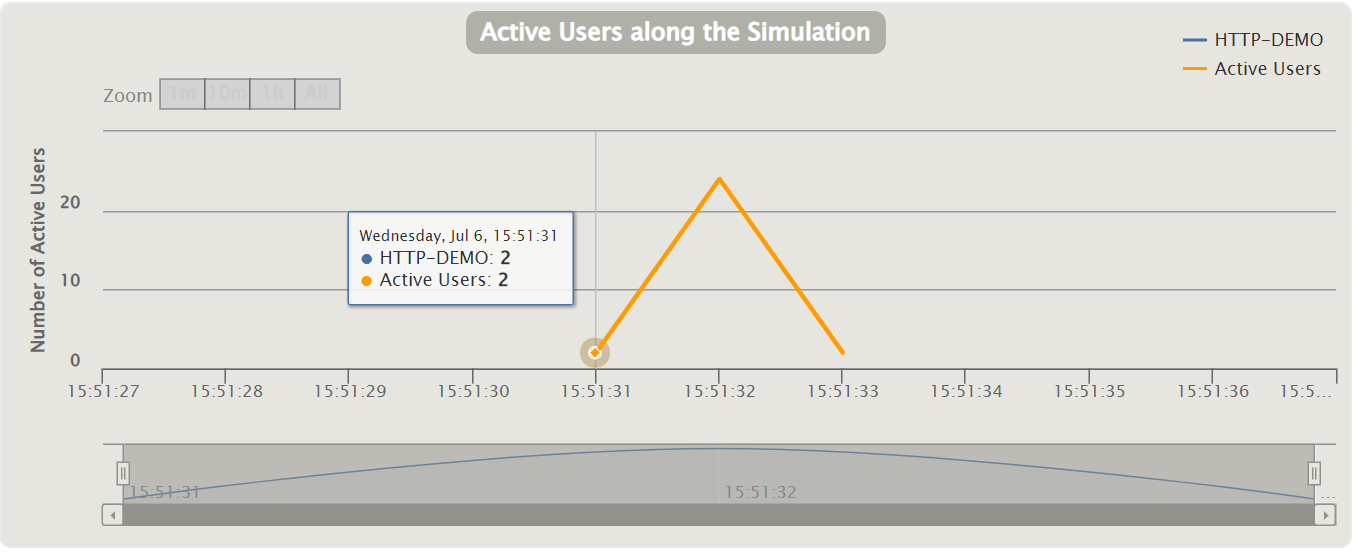 Active Users along the Simulation
HTTP-DEMO
Active Users
Zoom 1m 10m 1h All
Number of Active Users
20
10
0
Wednesday, Jul 6, 15:51:31
HTTP-DEMO: 2
Active Users: 2
15:51:27 15:51:28 15:51:29 15:51:30 15:51:31 15:51:32 15:51:33 15:51:34 15:51:35 15:51:36 15:5...
15:51:31 15:51:32 ...